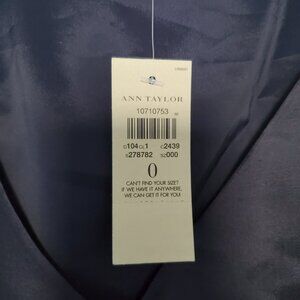 ANN TAYLOR
10710753
D104 CL1 C2439
S278782 SZ000
0
CAN'T FIND YOUR SIZE?
IF WE HAVE IT ANYWHERE,
WE CAN GET IT FOR YOU!